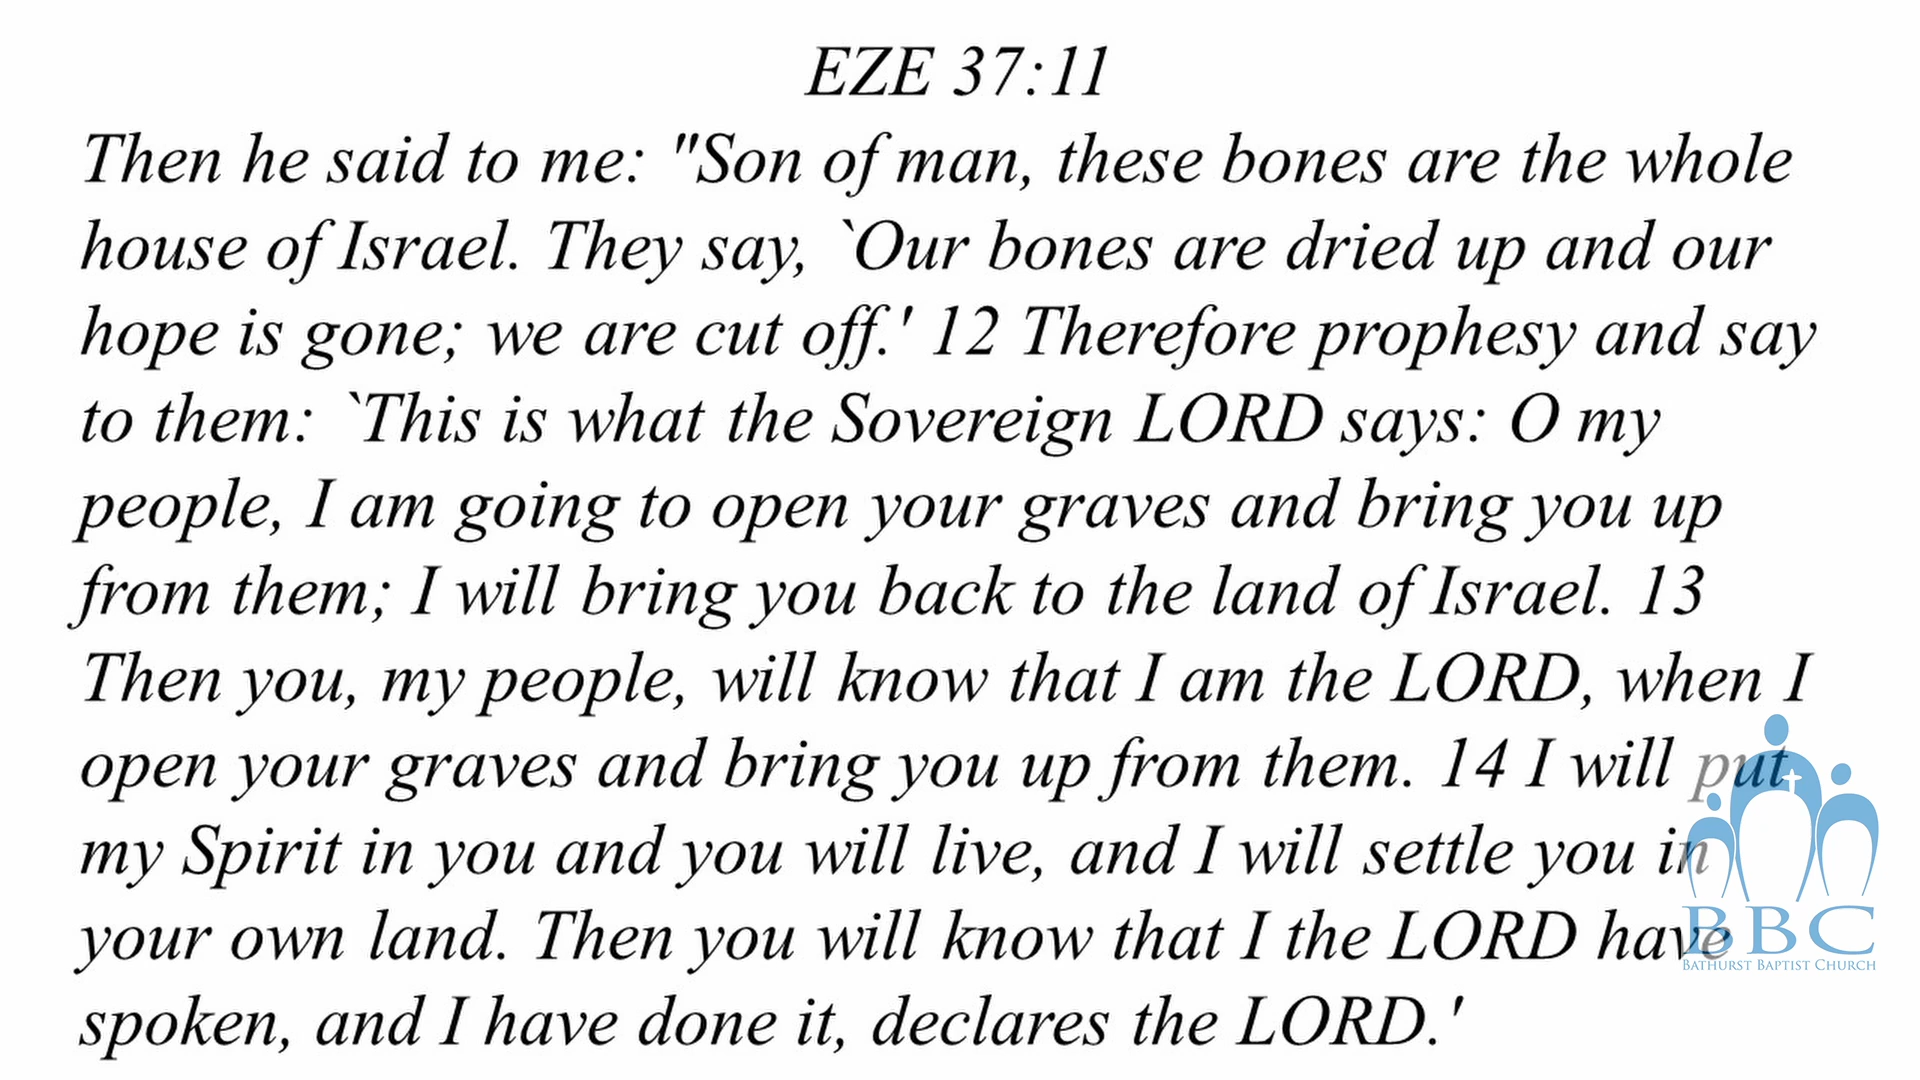 EZE 37:11
Then he said to me: "Son of man, these bones are the whole
house of Israel. They say, `Our bones are dried up and our
hope is gone; we are cut off.' 12 Therefore prophesy and say
to them: `This is what the Sovereign LORD says: O my
people, I am going to open your graves and bring you up
from them; I will bring you back to the land of Israel. 13
Then you, my people, will know that I am the LORD, when I
open your graves and bring you up from them. 14 I will put
my Spirit in you and you will live, and I will settle you in
your own land. Then you will know that I the LORD have
spoken, and I have done it, declares the LORD.'
BBC
BATHURST BAPTIST CHURCH